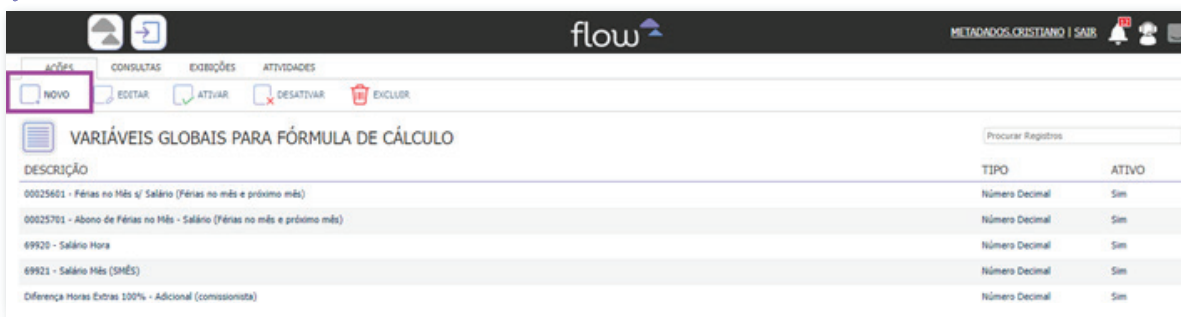 flow
METADADOS.CRISTIANO | SAIR
AÇÕES CONSULTAS EXIBIÇÕES ATIVIDADES
NOVO EDITAR ATIVAR DESATIVAR EXCLUIR
VARIÁVEIS GLOBAIS PARA FÓRMULA DE CÁLCULO
Procurar Registros
DESCRIÇÃO TIPO ATIVO
00025601 - Férias no Mês s/ Salário (Férias no mês e próximo mês) Número Decimal Sim
00025701 - Abono de Férias no Mês - Salário (Férias no mês e próximo mês) Número Decimal Sim
69920 - Salário Hora Número Decimal Sim
69921 - Salário Mês (SMÊS) Número Decimal Sim
Diferença Horas Extras 100% - Adicional (comissionista) Número Decimal Sim